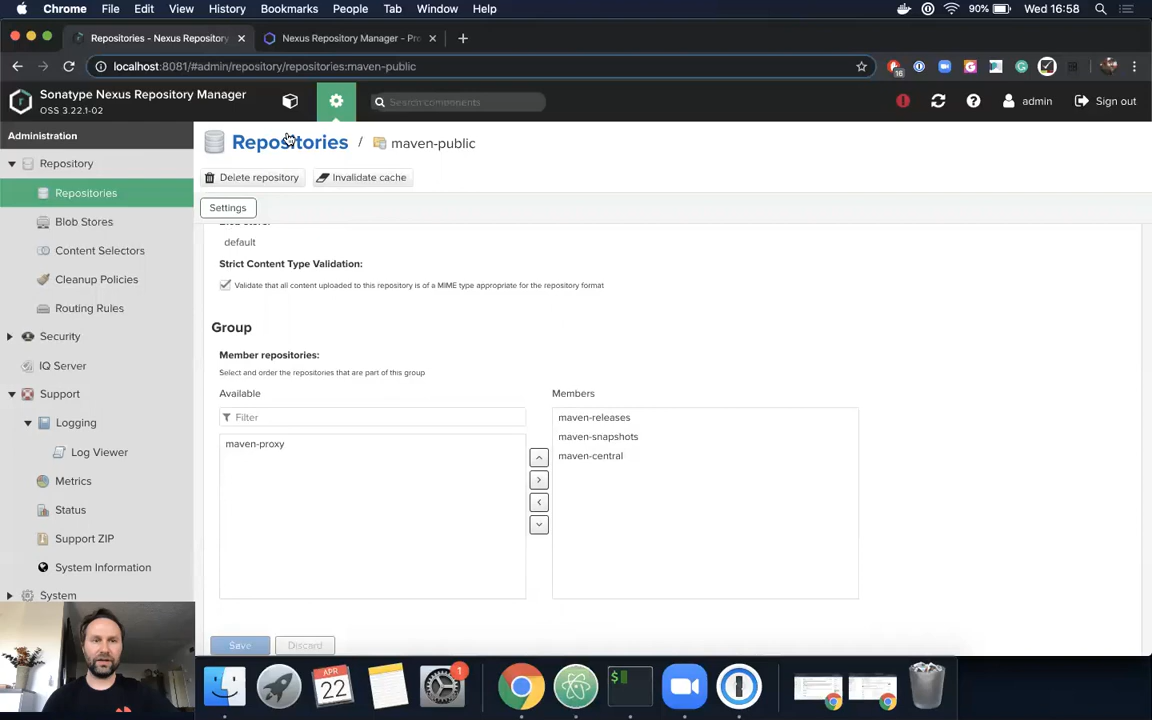 Chrome File Edit View History Bookmarks People Tab Window Help 90% Wed 16:58
Repositories - Nexus Repository
Nexus Repository Manager - Pro
localhost:8081/#admin/repository/repositories:maven-public
16
Sonatype Nexus Repository Manager
OSS 3.22.1-02
Search components
admin
Sign out
Administration
Repository
Repositories
Blob Stores
Content Selectors
Cleanup Policies
Routing Rules
Security
IQ Server
Support
Logging
Log Viewer
Metrics
Status
Support ZIP
System Information
System
Repositories / maven-public
Delete repository
Invalidate cache
Settings
default
Strict Content Type Validation:
Validate that all content uploaded to this repository is of a MIME type appropriate for the repository format
Group
Member repositories:
Select and order the repositories that are part of this group
Available
Members
Filter
maven-proxy
maven-releases
maven-snapshots
maven-central
Save
Discard
APR
22
1
$